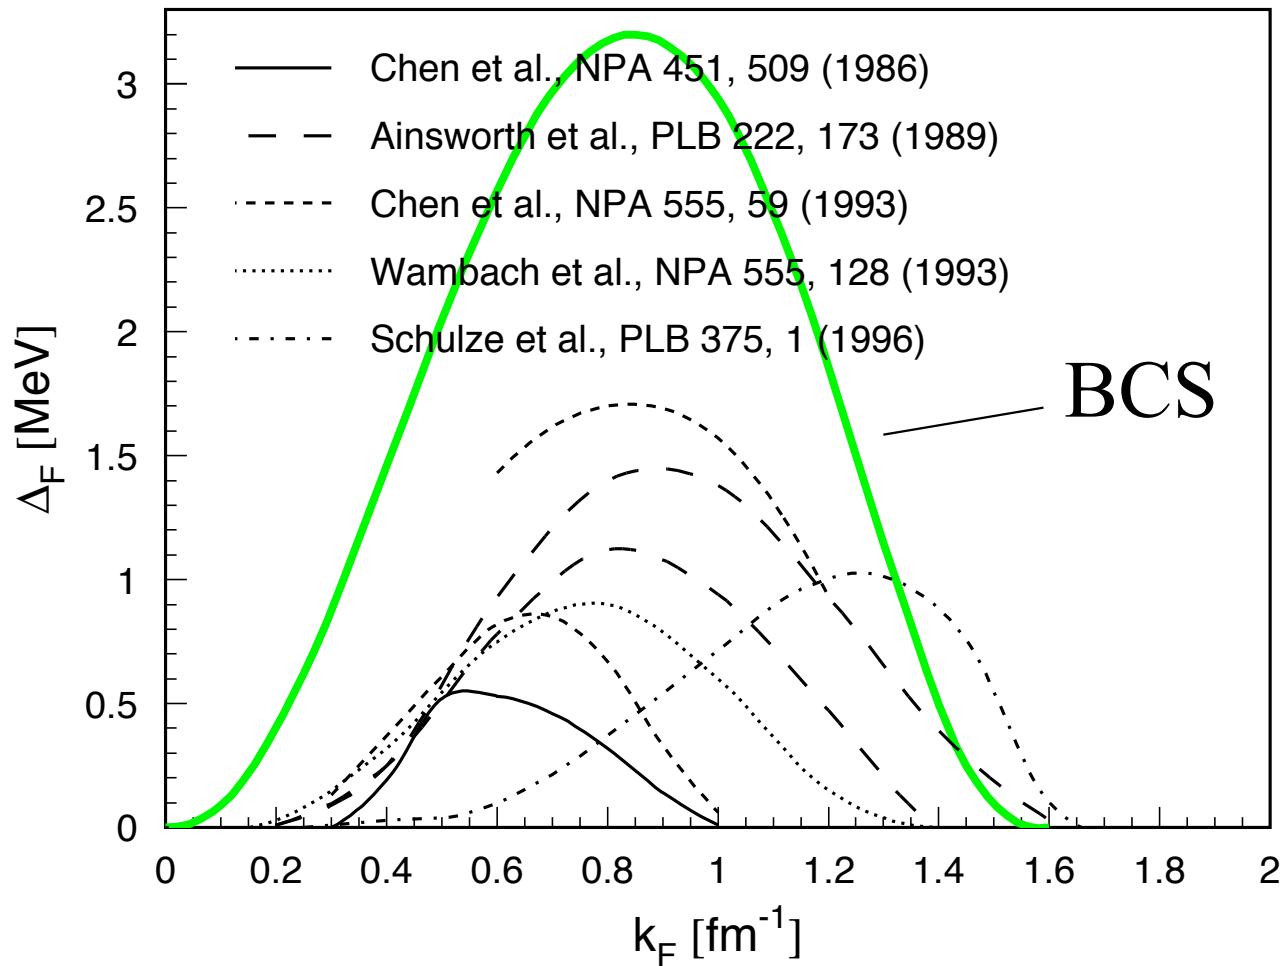 3
2.5
2
1.5
1
0.5
0
Δ_F [MeV]
Chen et al., NPA 451, 509 (1986)
Ainsworth et al., PLB 222, 173 (1989)
Chen et al., NPA 555, 59 (1993)
Wambach et al., NPA 555, 128 (1993)
Schulze et al., PLB 375, 1 (1996)
BCS
0 0.2 0.4 0.6 0.8 1 1.2 1.4 1.6 1.8 2
k_F [fm⁻¹]